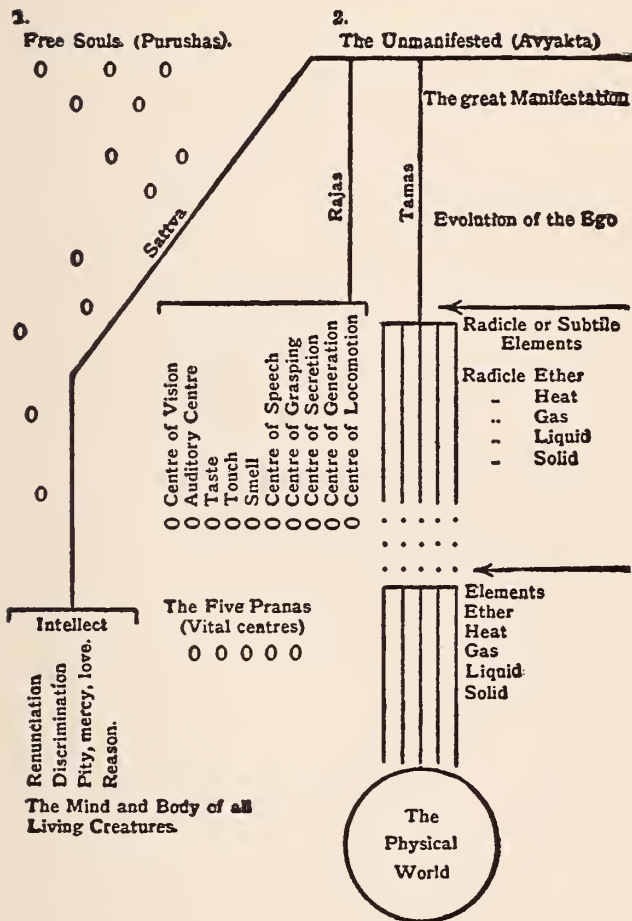 1.
Free Souls. (Purushas).
2.
The Unmanifested (Avyakta)
The great Manifestation
Sattva
Rajas
Tamas
Evolution of the Ego
Radicle or Subtile
Elements
Radicle Ether
„ Heat
„ Gas
„ Liquid
„ Solid
O Centre of Vision
O Auditory Centre
O Taste
O Touch
O Smell
O Centre of Speech
O Centre of Grasping
O Centre of Secretion
O Centre of Generation
O Centre of Locomotion
The Five Pranas
(Vital centres)
O O O O O
Elements
Ether
Heat
Gas
Liquid
Solid
Intellect
Renunciation
Discrimination
Pity, mercy, love.
Reason.
The Mind and Body of all
Living Creatures.
The
Physical
World